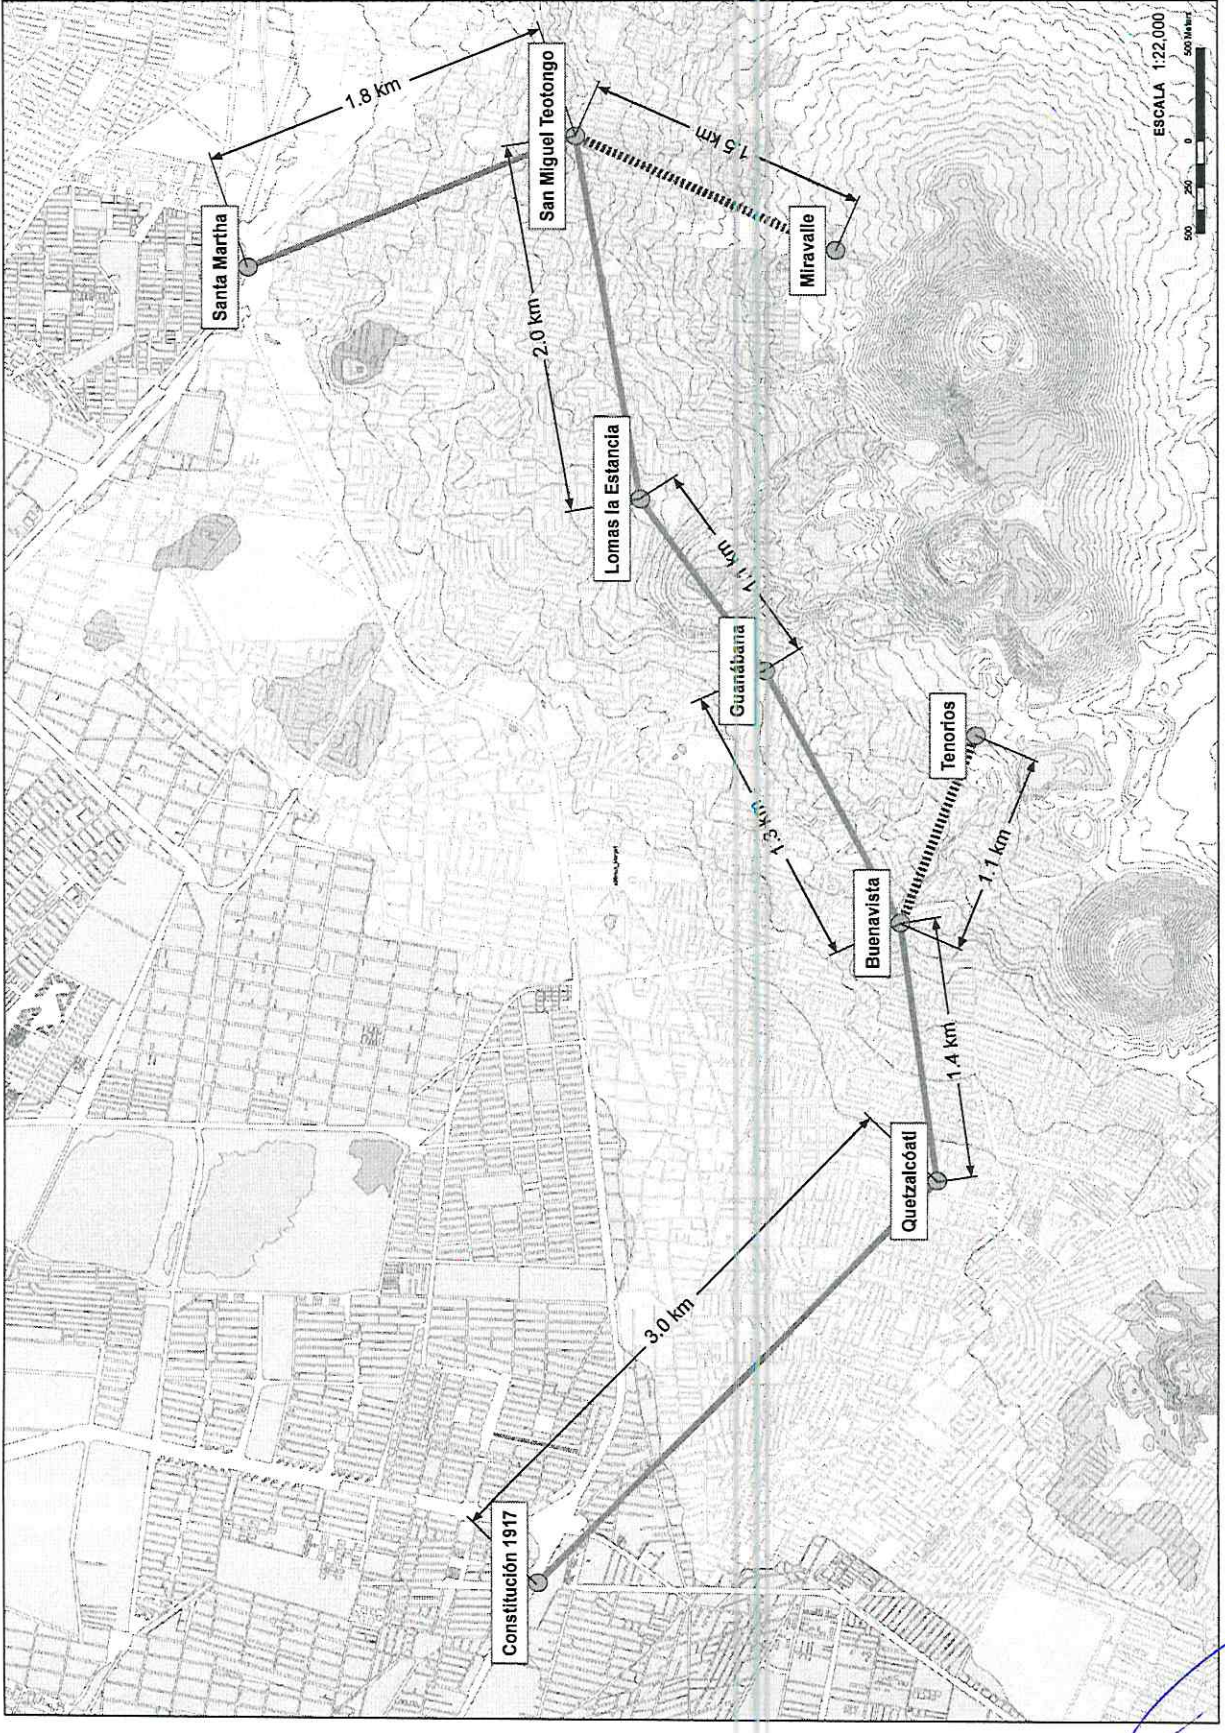 Santa Martha
1.8 km
San Miguel Teotongo
1.5 km
Miravalle
2.0 km
Lomas la Estancia
1.1 km
Guanábana
1.3 km
Tenorios
Buenavista
1.1 km
1.4 km
Quetzalcóatl
3.0 km
Constitución 1917
ESCALA 1:22,000
500 250 0 500 Meters